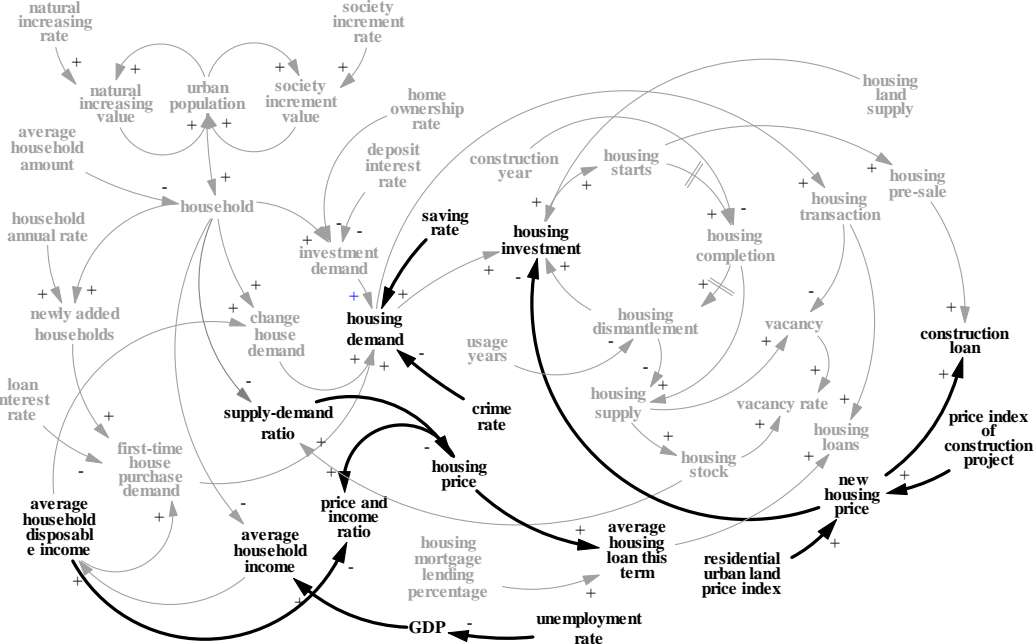 natural
increasing
rate
society
increment
rate
natural
increasing
value
urban
population
society
increment
value
housing
land
supply
average
household
amount
home
ownership
rate
deposit
interest
rate
construction
year
housing
starts
housing
pre-sale
household
housing
transaction
household
annual rate
saving
rate
housing
investment
housing
completion
investment
demand
newly added
households
change
house
demand
housing
demand
housing
dismantlement
vacancy
construction
loan
usage
years
loan
nterest
rate
supply-demand
ratio
crime
rate
housing
supply
vacancy rate
housing
loans
price index
of
construction
project
first-time
house
purchase
demand
housing
price
housing
stock
new
housing
price
average
household
disposabl
e income
average
household
income
price and
income
ratio
housing
mortgage
lending
percentage
average
housing
loan this
term
residential
urban land
price index
GDP
unemployment
rate